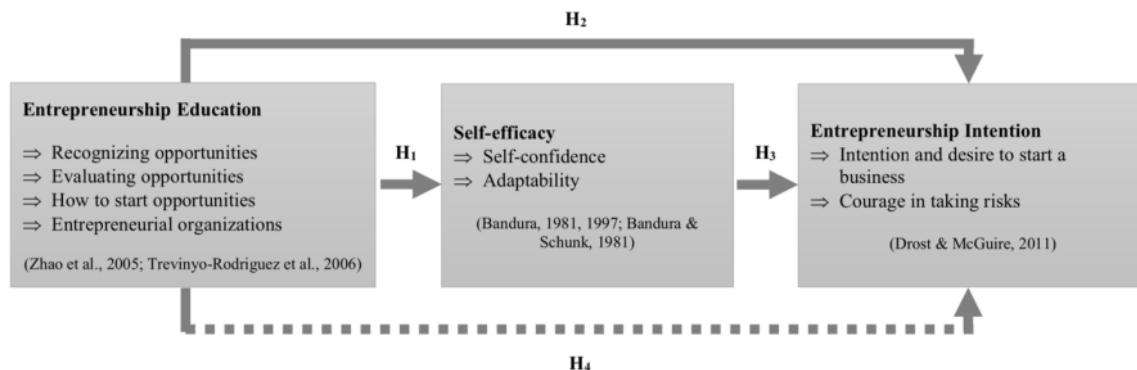 H₂
Entrepreneurship Education
⇒ Recognizing opportunities
⇒ Evaluating opportunities
⇒ How to start opportunities
⇒ Entrepreneurial organizations
(Zhao et al., 2005; Trevinyo-Rodriguez et al., 2006)
H₁
Self-efficacy
⇒ Self-confidence
⇒ Adaptability
(Bandura, 1981, 1997; Bandura &
Schunk, 1981)
H₃
Entrepreneurship Intention
⇒ Intention and desire to start a
business
⇒ Courage in taking risks
(Drost & McGuire, 2011)
H₄